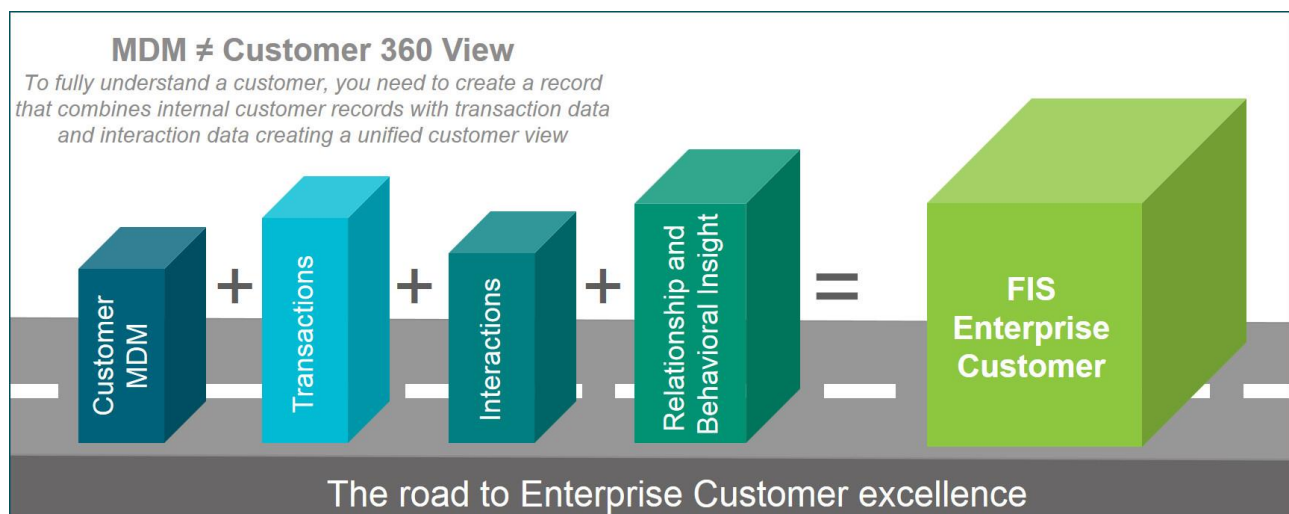 MDM ≠ Customer 360 View
To fully understand a customer, you need to create a record
that combines internal customer records with transaction data
and interaction data creating a unified customer view
Customer
MDM
+
Transactions
+
Interactions
+
Relationship and
Behavioral Insight
=
FIS
Enterprise
Customer
The road to Enterprise Customer excellence